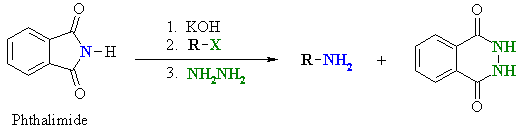 O
N–H
O
Phthalimide
1. KOH
2. R–X
3. NH₂NH₂
R–NH₂
+
O
NH
NH
O